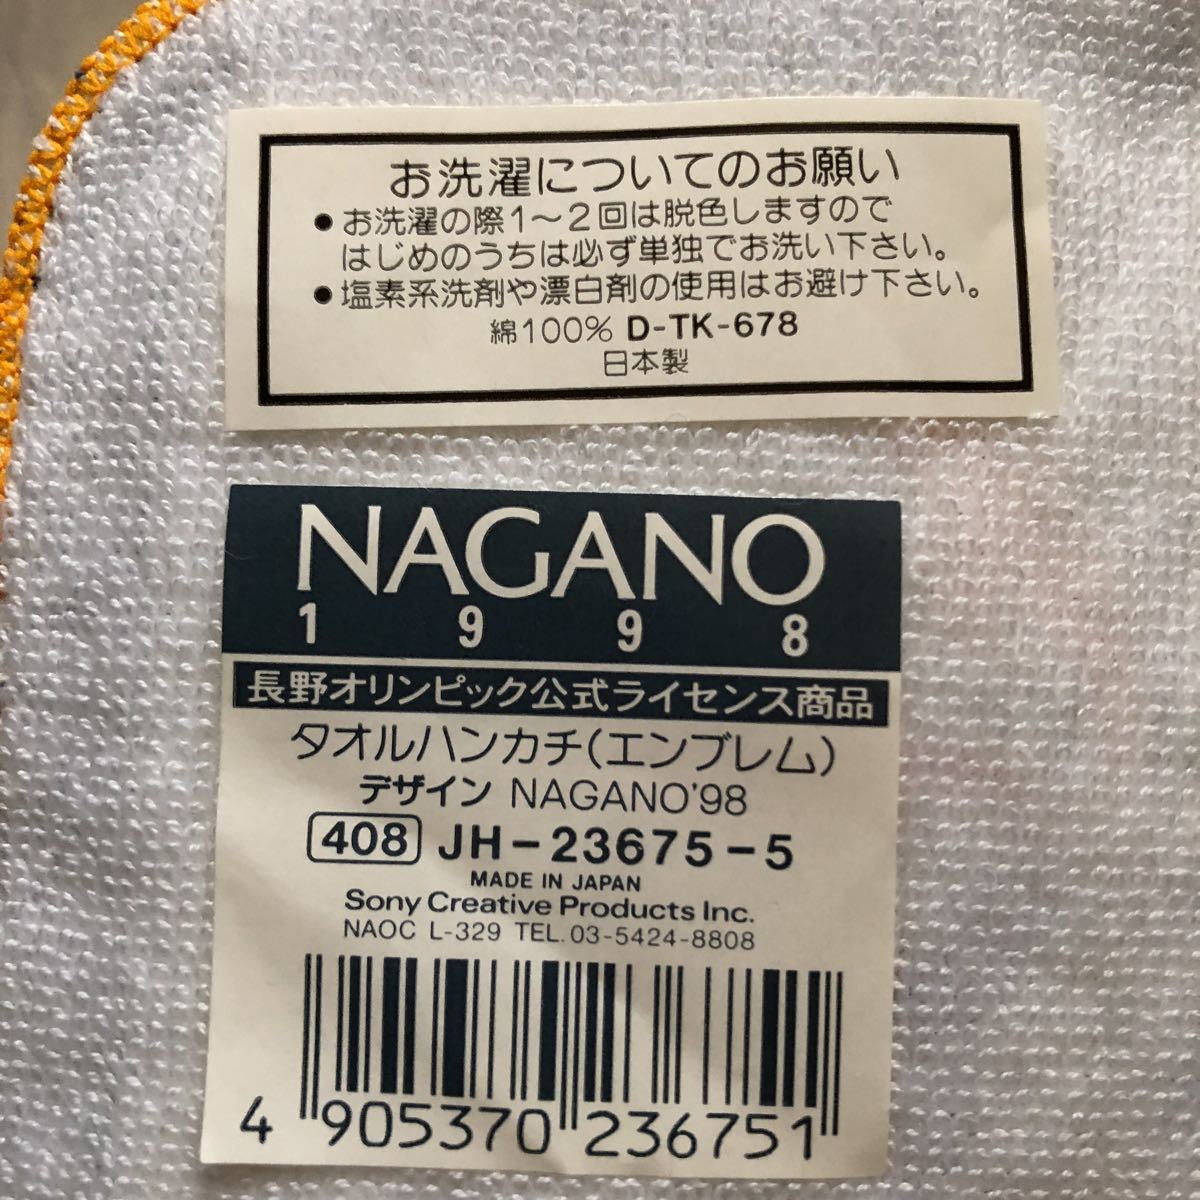 お洗濯についてのお願い
●お洗濯の際1〜2回は脱色しますので
はじめのうちは必ず単独でお洗い下さい。
●塩素系洗剤や漂白剤の使用はお避け下さい。
綿100% D-TK-678
日本製
NAGANO
1998
長野オリンピック公式ライセンス商品
タオルハンカチ(エンブレム)
デザイン NAGANO'98
408 JH-23675-5
MADE IN JAPAN
Sony Creative Products Inc.
NAOC L-329 TEL.03-5424-8808
4 905370 236751